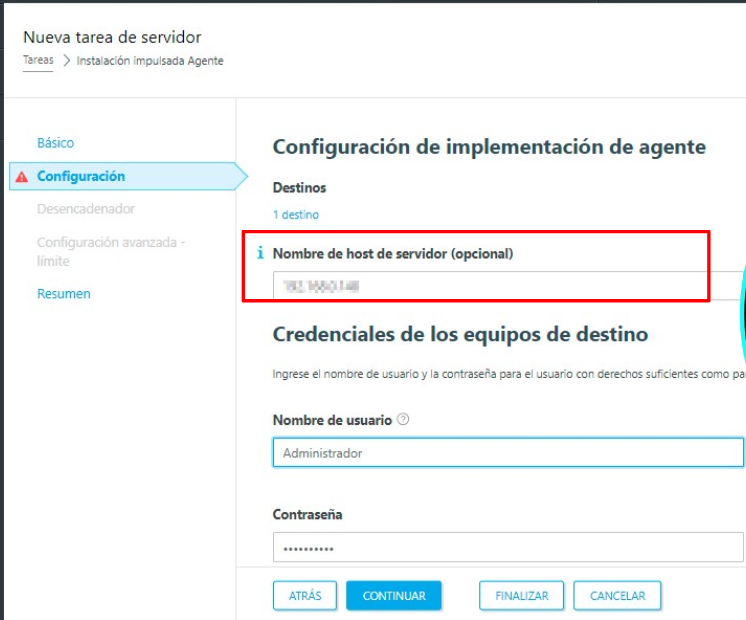 Nueva tarea de servidor
Tareas > Instalación impulsada Agente
Básico
Configuración
Desencadenador
Configuración avanzada -
límite
Resumen
Configuración de implementación de agente
Destinos
1 destino
Nombre de host de servidor (opcional)
Credenciales de los equipos de destino
Ingrese el nombre de usuario y la contraseña para el usuario con derechos suficientes como
Nombre de usuario
Administrador
Contraseña
••••••••••
ATRÁS
CONTINUAR
FINALIZAR
CANCELAR